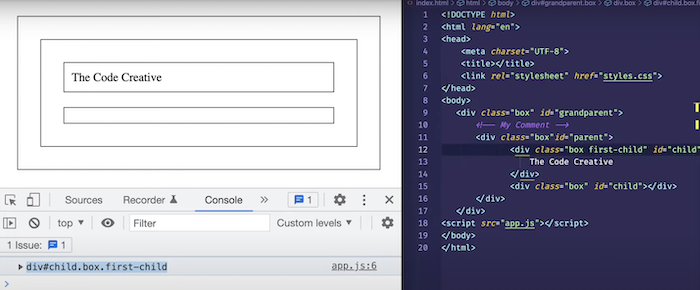 The Code Creative
Sources Recorder Console » 1
top ▾ Filter Custom levels ▾
1 Issue: 1
▶ div#child.box.first-child app.js:6
>
index.html > html > body > div#grandparent.box > div.box > div#child.box.fi
1 <!DOCTYPE html>
2 <html lang="en">
3 <head>
4 <meta charset="UTF-8">
5 <title></title>
6 <link rel="stylesheet" href="styles.css">
7 </head>
8 <body>
9 <div class="box" id="grandparent">
10 <!-- My Comment -->
11 <div class="box"id="parent">
12 <div class="box first-child" id="child"
13 The Code Creative
14 </div>
15 <div class="box" id="child"></div>
16 </div>
17 </div>
18 <script src="app.js"></script>
19 </body>
20 </html>